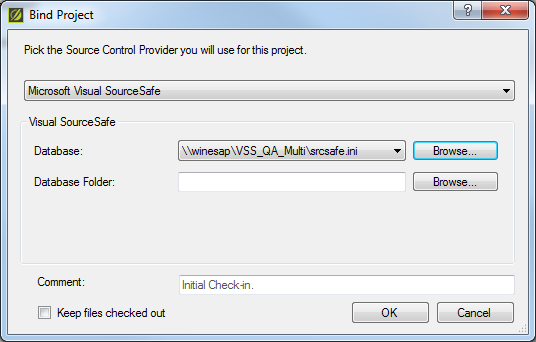 Bind Project
Pick the Source Control Provider you will use for this project.
Microsoft Visual SourceSafe
Visual SourceSafe
Database: \\winesap\VSS_QA_Multi\srcsafe.ini Browse...
Database Folder: Browse...
Comment: Initial Check-in.
Keep files checked out OK Cancel